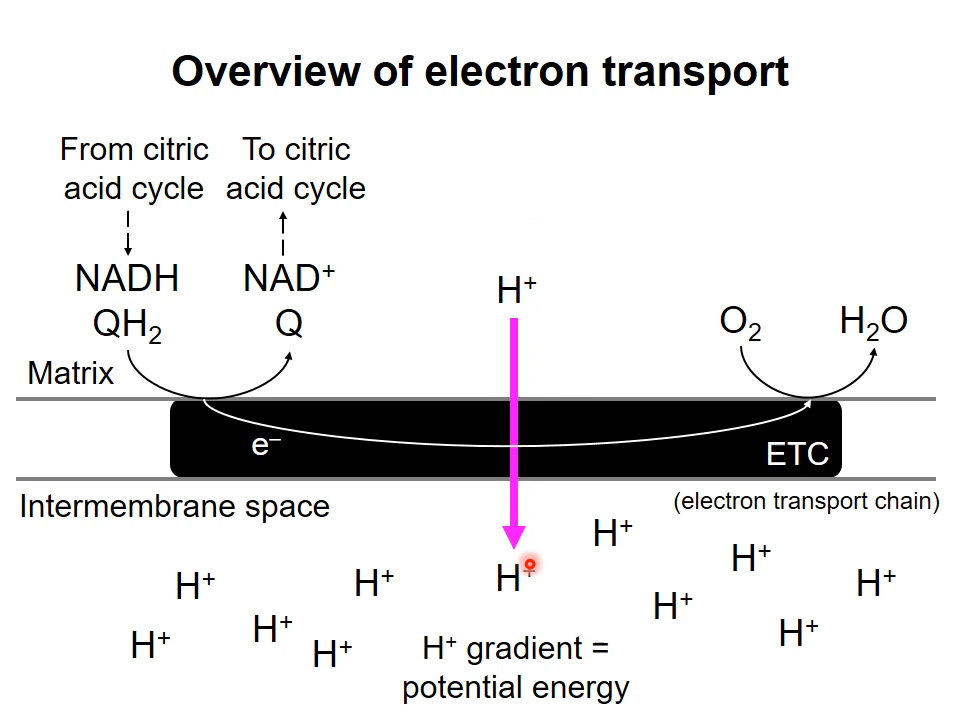 Overview of electron transport
From citric
acid cycle
To citric
acid cycle
NADH
NAD⁺
QH₂
Q
H⁺
O₂
H₂O
Matrix
e⁻
ETC
Intermembrane space
(electron transport chain)
H⁺
H⁺
H⁺
H⁺
H⁺
H⁺
H⁺
H⁺
H⁺
H⁺
H⁺
H⁺ gradient =
potential energy